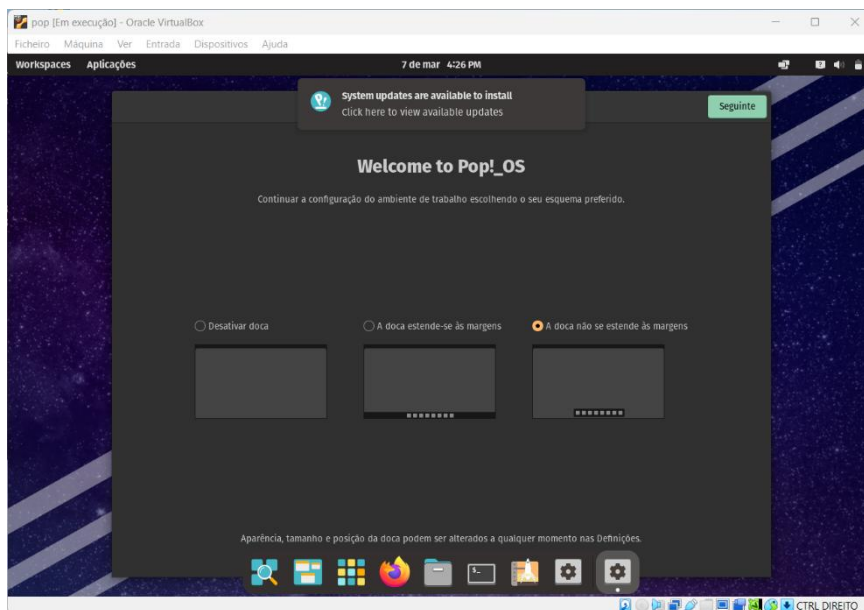 pop [Em execução] - Oracle VirtualBox
Ficheiro Máquina Ver Entrada Dispositivos Ajuda
Workspaces Aplicações 7 de mar 4:26 PM
System updates are available to install
Click here to view available updates
Seguinte
Welcome to Pop!_OS
Continuar a configuração do ambiente de trabalho escolhendo o seu esquema preferido.
Desativar doca A doca estende-se às margens A doca não se estende às margens
Aparência, tamanho e posição da doca podem ser alterados a qualquer momento nas Definições.
CTRL DIREITO